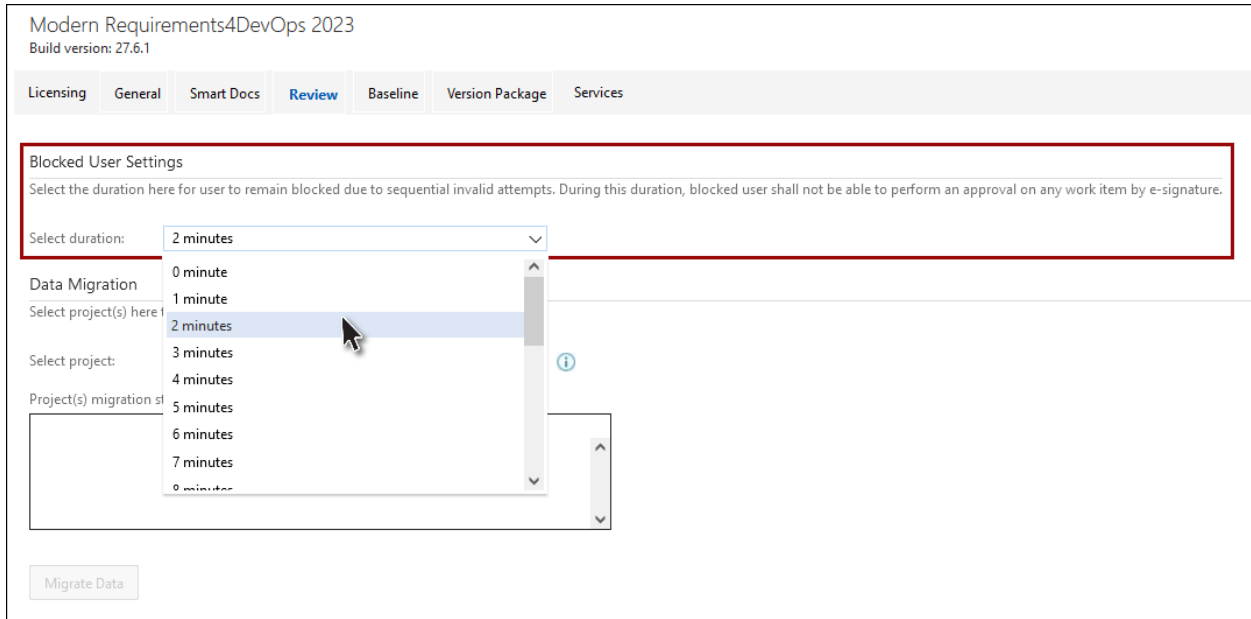 Modern Requirements4DevOps 2023
Build version: 27.6.1
Licensing General Smart Docs Review Baseline Version Package Services
Blocked User Settings
Select the duration here for user to remain blocked due to sequential invalid attempts. During this duration, blocked user shall not be able to perform an approval on any work item by e-signature.
Select duration: 2 minutes
0 minute
Data Migration
1 minute
Select project(s) here
2 minutes
3 minutes
Select project:
4 minutes
Project(s) migration
5 minutes
6 minutes
7 minutes
Migrate Data